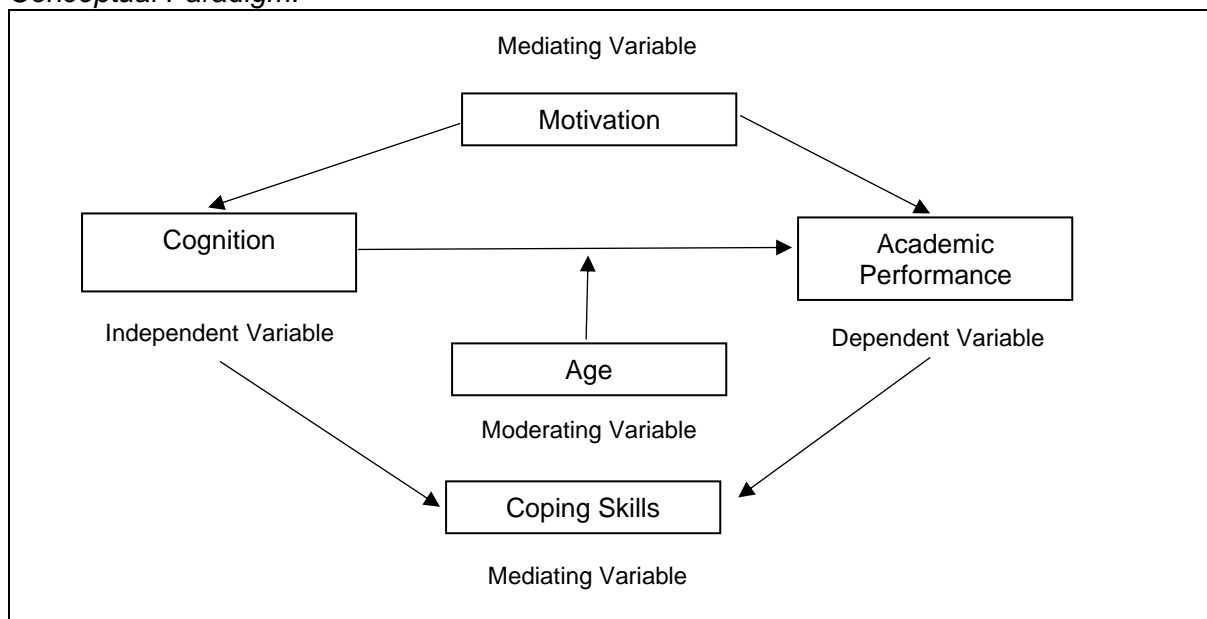 Conceptual Paradigm:
Mediating Variable
Motivation
Cognition
Academic
Performance
Independent Variable
Dependent Variable
Age
Moderating Variable
Coping Skills
Mediating Variable